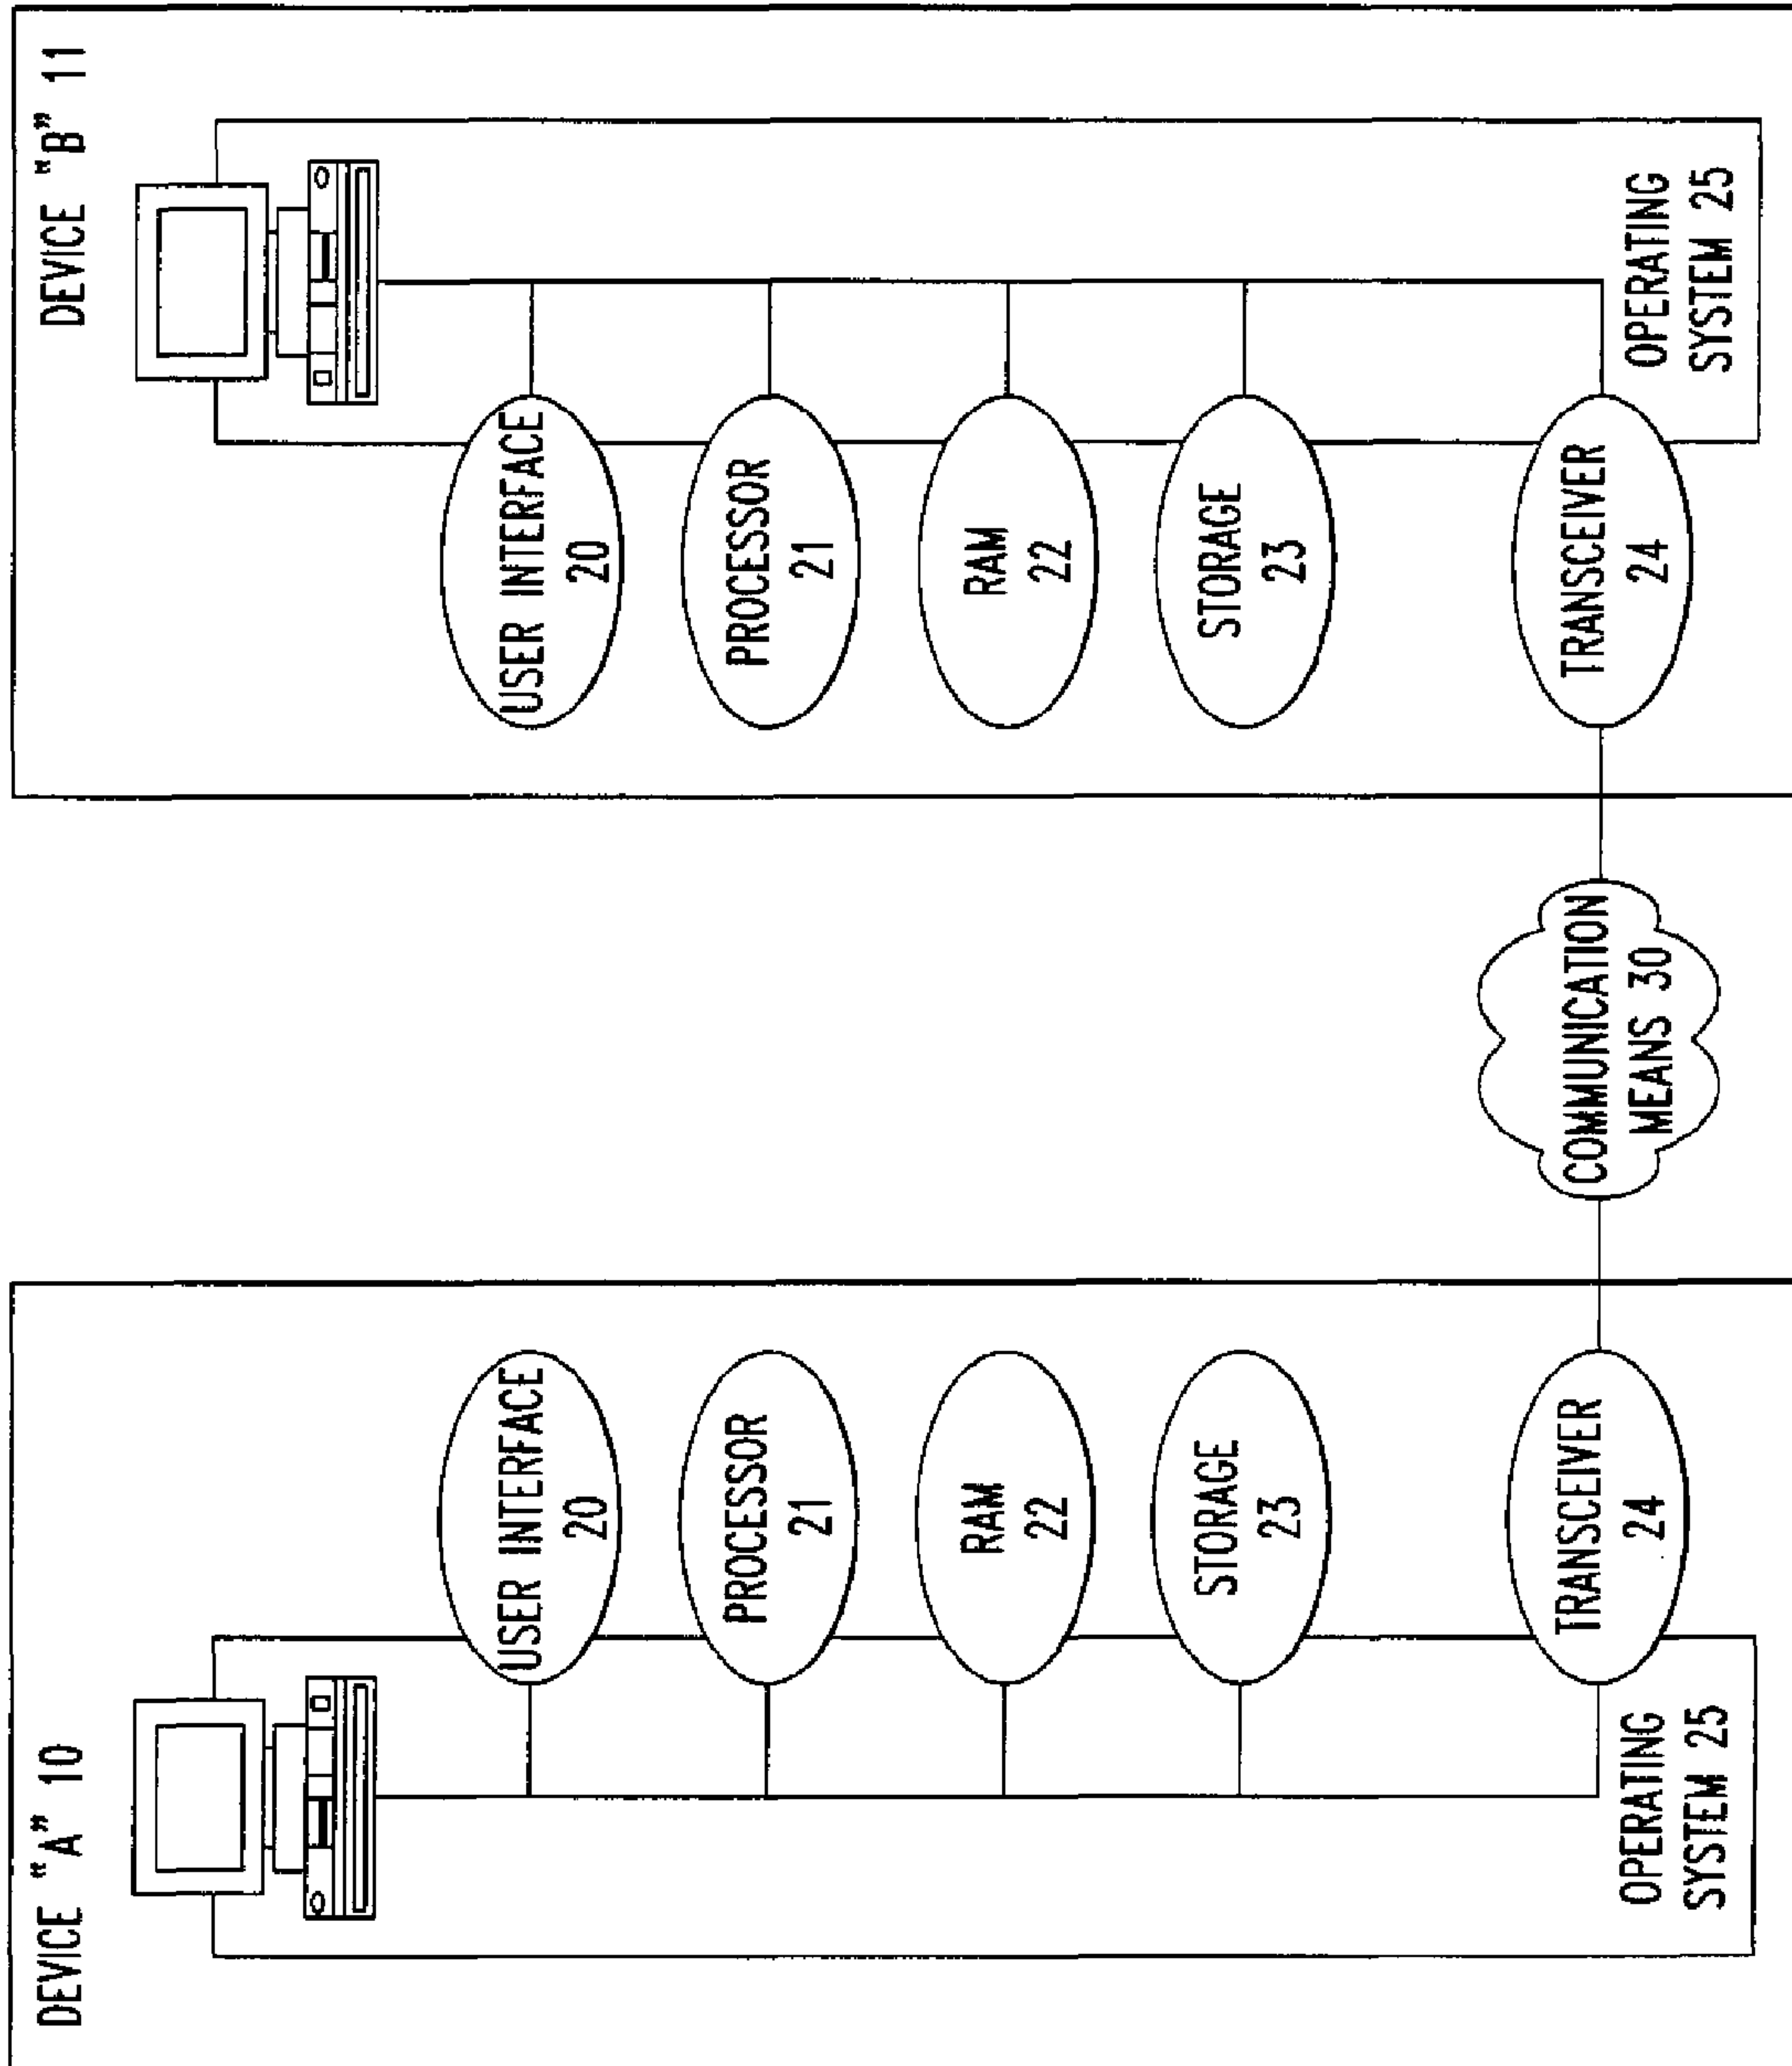 DEVICE "A" 10
USER INTERFACE
20
PROCESSOR
21
RAM
22
STORAGE
23
TRANSCEIVER
24
OPERATING
SYSTEM 25
COMMUNICATION
MEANS 30
DEVICE "B" 11
USER INTERFACE
20
PROCESSOR
21
RAM
22
STORAGE
23
TRANSCEIVER
24
OPERATING
SYSTEM 25